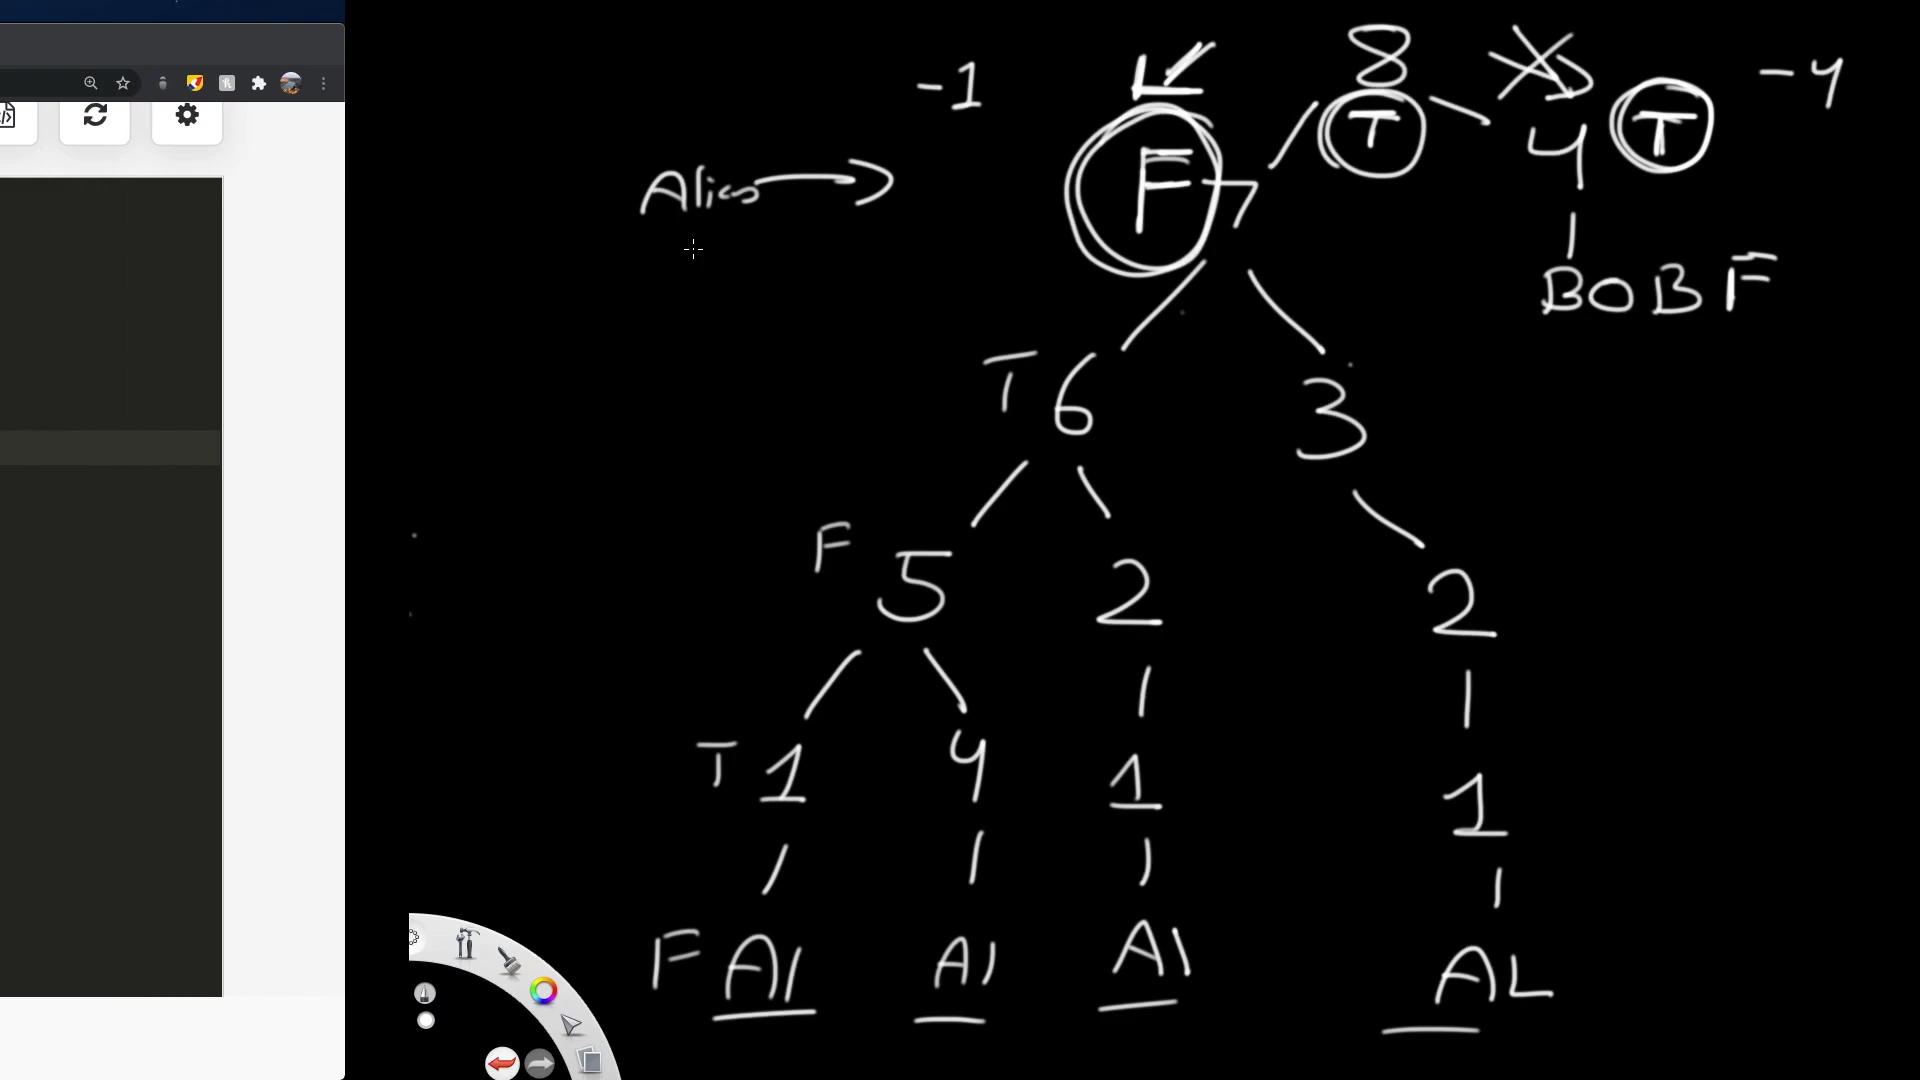 -1 8 -4
T 4 T
Alice F 7
BOB F
T 6 3
F 5 2 2
T 1 4 1 1
F Al Al Al AL